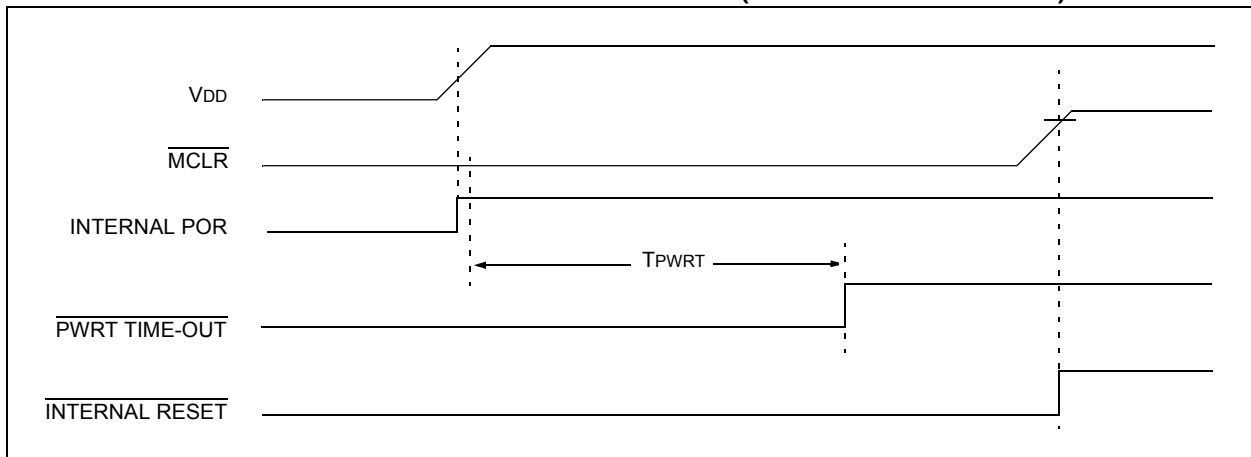 VDD
MCLR
INTERNAL POR
TPWRT
PWRT TIME-OUT
INTERNAL RESET